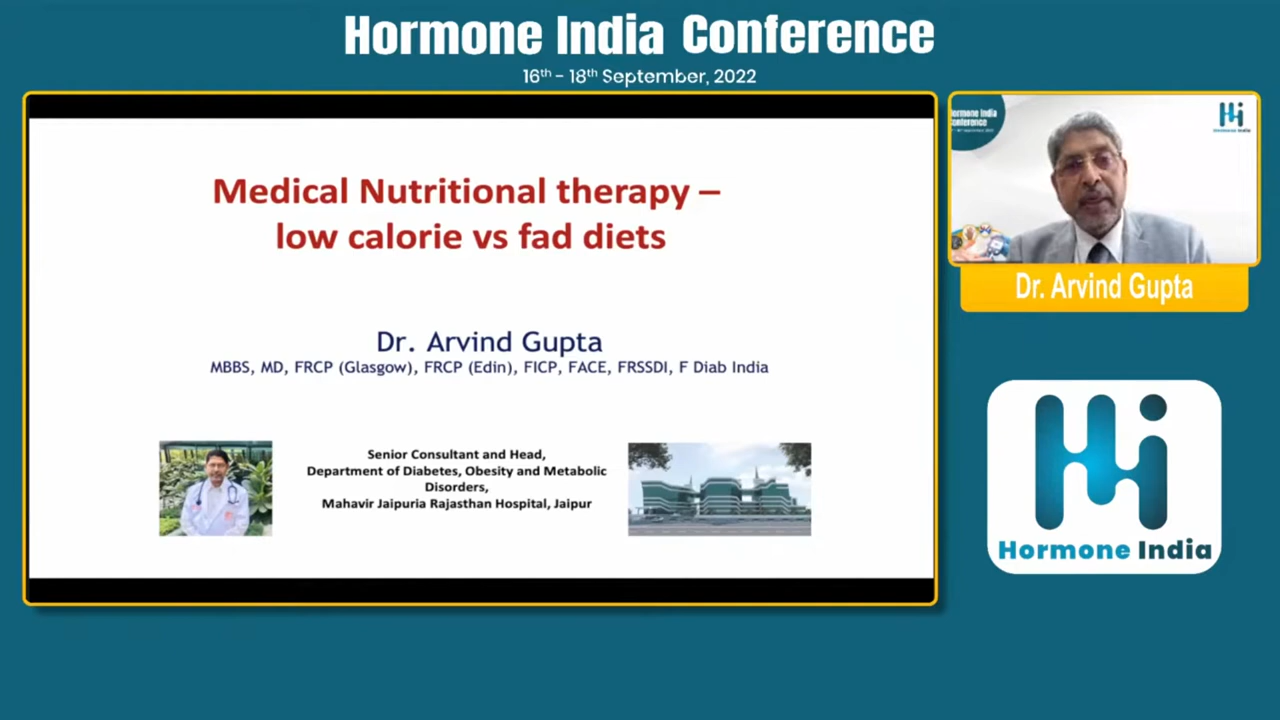 Hormone India Conference
16th - 18th September, 2022
Medical Nutritional therapy –
low calorie vs fad diets
Dr. Arvind Gupta
MBBS, MD, FRCP (Glasgow), FRCP (Edin), FICP, FACE, FRSSDI, F Diab India
Senior Consultant and Head,
Department of Diabetes, Obesity and Metabolic
Disorders,
Mahavir Jaipuria Rajasthan Hospital, Jaipur
Hormone India
Dr. Arvind Gupta
Hormone India